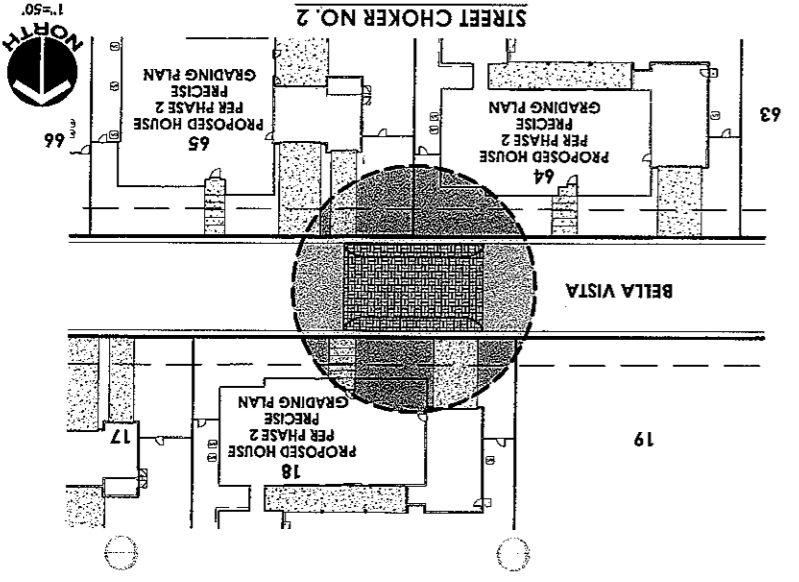 18
PROPOSED HOUSE
PER PHASE 2
PRECISE
GRADING PLAN
19
17
BELLA VISTA
64
PROPOSED HOUSE
PER PHASE 2
PRECISE
GRADING PLAN
63
65
PROPOSED HOUSE
PER PHASE 2
PRECISE
GRADING PLAN
66
STREET CHOKER NO. 2
NORTH
1"=50'